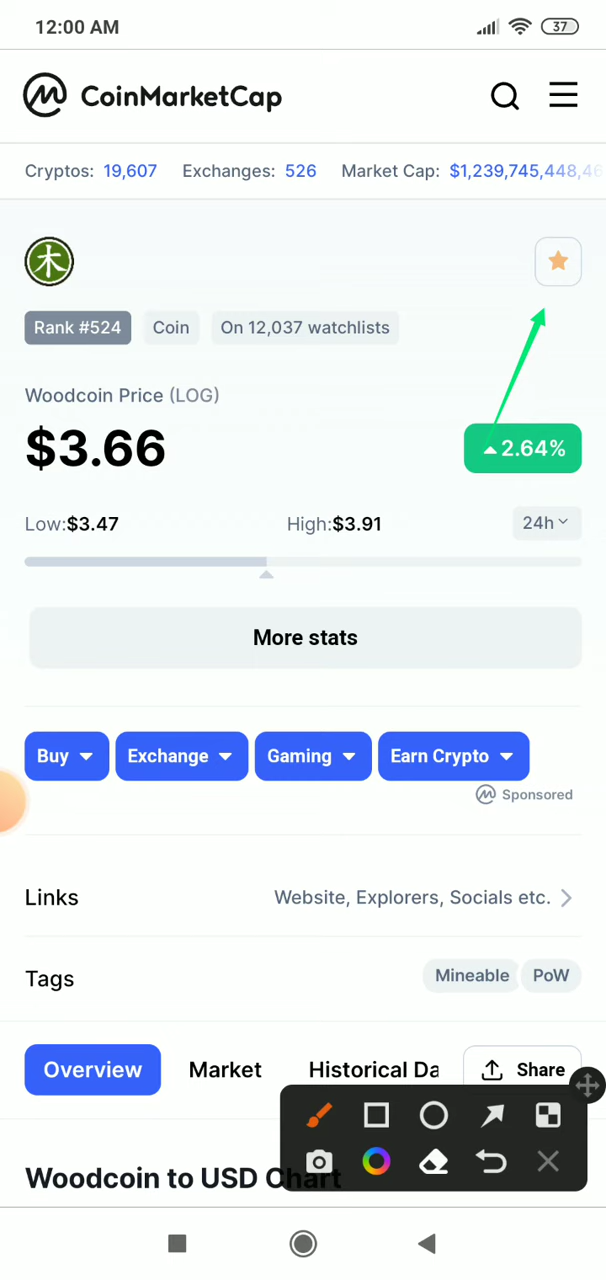 12:00 AM 37
CoinMarketCap
Cryptos: 19,607 Exchanges: 526 Market Cap: $1,239,745,448,46
木
Rank #524 Coin On 12,037 watchlists
Woodcoin Price (LOG)
$3.66 2.64%
Low:$3.47 High:$3.91 24h
More stats
Buy Exchange Gaming Earn Crypto
Sponsored
Links Website, Explorers, Socials etc.
Tags Mineable PoW
Overview Market Historical Da Share
Woodcoin to USD Chart